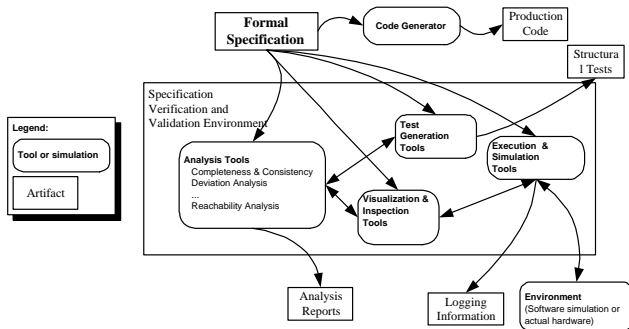 Formal
Specification
Code Generator
Production
Code
Structura
l Tests
Specification
Verification and
Validation Environment
Legend:
Tool or simulation
Artifact
Test
Generation
Tools
Execution &
Simulation
Tools
Analysis Tools
Completeness & Consistency
Deviation Analysis
...
Reachability Analysis
Visualization &
Inspection
Tools
Analysis
Reports
Logging
Information
Environment
(Software simulation or
actual hardware)